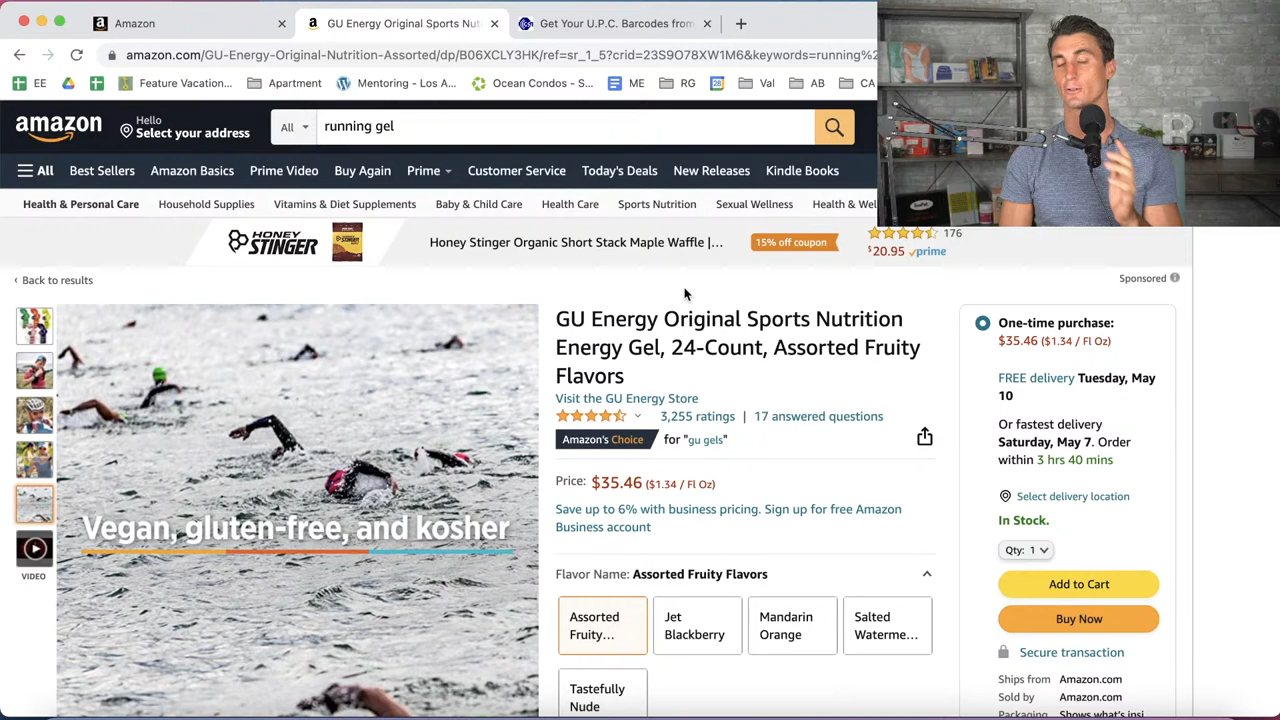 Amazon
GU Energy Original Sports Nut
Get Your U.P.C. Barcodes from
amazon.com/GU-Energy-Original-Nutrition-Assorted/dp/B06XCLY3HK/ref=sr_1_5?crid=23S9O78XW1M6&keywords=running%2
EE
Feature Vacation...
Apartment
Mentoring - Los A...
Ocean Condos - S...
ME
RG
28
Val
AB
CA
amazon
Hello
Select your address
All
running gel
All
Best Sellers
Amazon Basics
Prime Video
Buy Again
Prime
Customer Service
Today's Deals
New Releases
Kindle Books
Health & Personal Care
Household Supplies
Vitamins & Diet Supplements
Baby & Child Care
Health Care
Sports Nutrition
Sexual Wellness
Health & Wel
HONEY
STINGER
Honey Stinger Organic Short Stack Maple Waffle |...
15% off coupon
176
$20.95 prime
‹ Back to results
Sponsored
GU Energy Original Sports Nutrition
Energy Gel, 24-Count, Assorted Fruity
Flavors
Visit the GU Energy Store
3,255 ratings | 17 answered questions
Amazon's Choice for "gu gels"
Price: $35.46 ($1.34 / Fl Oz)
Save up to 6% with business pricing. Sign up for free Amazon
Business account
Flavor Name: Assorted Fruity Flavors
Assorted
Fruity...
Jet
Blackberry
Mandarin
Orange
Salted
Waterme...
Tastefully
Nude
Vegan, gluten-free, and kosher
VIDEO
One-time purchase:
$35.46 ($1.34 / Fl Oz)
FREE delivery Tuesday, May
10
Or fastest delivery
Saturday, May 7. Order
within 3 hrs 40 mins
Select delivery location
In Stock.
Qty: 1
Add to Cart
Buy Now
Secure transaction
Ships from Amazon.com
Sold by Amazon.com
Packaging Shows what's insi